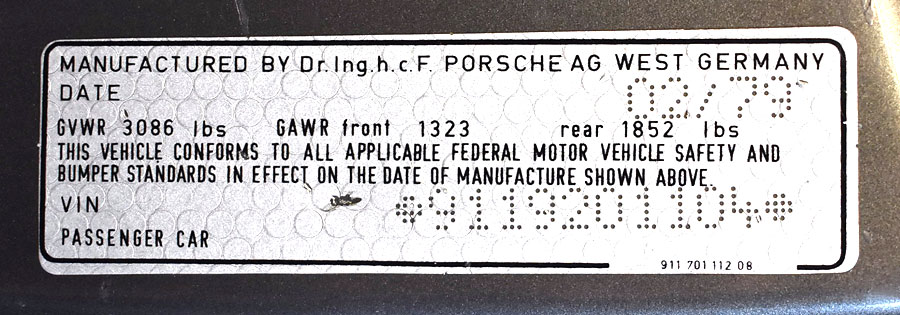 MANUFACTURED BY Dr.Ing.h.c.F. PORSCHE AG WEST GERMANY
DATE 02/79
GVWR 3086 lbs GAWR front 1323 rear 1852 lbs
THIS VEHICLE CONFORMS TO ALL APPLICABLE FEDERAL MOTOR VEHICLE SAFETY AND
BUMPER STANDARDS IN EFFECT ON THE DATE OF MANUFACTURE SHOWN ABOVE.
VIN *9119201104*
PASSENGER CAR
911 701 112 08